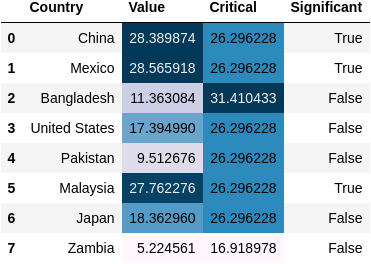 Country Value Critical Significant
0 China 28.389874 26.296228 True
1 Mexico 28.565918 26.296228 True
2 Bangladesh 11.363084 31.410433 False
3 United States 17.394990 26.296228 False
4 Pakistan 9.512676 26.296228 False
5 Malaysia 27.762276 26.296228 True
6 Japan 18.362960 26.296228 False
7 Zambia 5.224561 16.918978 False